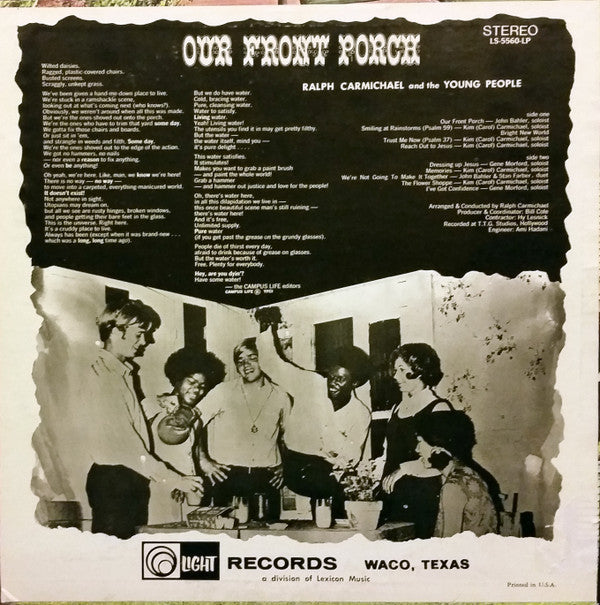 OUR FRONT PORCH
STEREO
LS-5560-LP
RALPH CARMICHAEL and the YOUNG PEOPLE
Wilted daisies.
Ragged, plastic-covered chairs.
Busted screens.
Scraggly, unkept grass.
We've been given a hand-me-down place to live.
We're stuck in a ramshackle scene,
looking out at what's coming next (who knows?).
Obviously, we weren't around when all this was made.
But we're the ones shoved out onto the porch.
We're the ones who have to trim that yard some day.
We gotta fix those chairs and boards.
Or just sit in 'em,
and strangle in weeds and filth. Some day.
We're the ones shoved to the edge of the action.
We got no hammers, no nails
– nor even a reason to fix anything.
Or even be anything!
Oh yeah, we're here. Like, man, we know we're here!
There is no way — no way —
to move into a carpeted, everything-manicured world.
It doesn't exist!
Not anywhere in sight.
Utopians may dream on,
but all we see are rusty hinges, broken windows,
and people getting their bare feet in the glass.
This is the universe. Right here.
It's a cruddy place to live.
Always has been (except when it was brand-new . . .
which was a long, long time ago).
But we do have water.
Cold, bracing water.
Pure, cleansing water.
Water to satisfy.
Living water.
Yeah! Living water!
The utensils you find it in may get pretty filthy.
But the water —
the water itself, mind you —
it's pure delight . . .
This water satisfies.
It stimulates!
Makes you want to grab a paint brush
— and paint the whole world!
Grab a hammer
— and hammer out justice and love for the people!
Oh, there's water here,
in all this dilapidation we live in —
this once beautiful scene man's still ruining —
there's water here!
And it's free,
Unlimited supply.
Pure water
(if you get past the grease on the grundy glasses).
People die of thirst every day,
afraid to drink because of grease on glasses.
But the water's worth it.
Free. Plenty for everybody.
Hey, are you dyin'?
Have some water!
— the CAMPUS LIFE editors
CAMPUS LIFE ©
side one
Our Front Porch — John Bahler, soloist
Smiling at Rainstorms (Psalm 59) — Kim (Carol) Carmichael, soloist
Bright New World
Trust Me Now (Psalm 27) — Kim (Carol) Carmichael, soloist
Reach Out to Jesus — Gene Morford, soloist
side two
Dressing up Jesus — Gene Morford, soloist
Memories — Kim (Carol) Carmichael, soloist
We're Not Going To Make It Together — John Bahler & Stan Farber, duet
The Flower Shoppe — Kim (Carol) Carmichael, soloist
I've Got Confidence — Gene Morford, soloist
Arranged & Conducted by Ralph Carmichael
Producer & Coordinator: Bill Cole
Contractor: Hy Lesnick
Recorded at T.T.G. Studios, Hollywood
Engineer: Ami Hadani
LIGHT RECORDS WACO, TEXAS
a division of Lexicon Music
Printed in U.S.A.